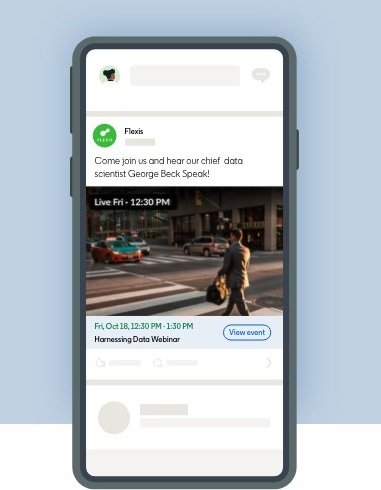 FLEXIS
Flexis
Come join us and hear our chief data
scientist George Beck Speak!
Live Fri · 12:30 PM
Fri, Oct 18, 12:30 PM - 1:30 PM
Harnessing Data Webinar
View event